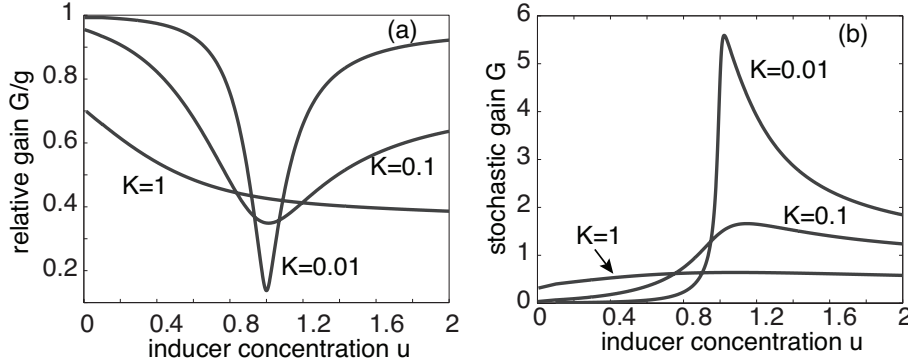 (a)
relative gain G/g
1
0.8
0.6
0.4
0.2
K=1
K=0.1
K=0.01
0 0.4 0.8 1.2 1.6 2
inducer concentration u
(b)
stochastic gain G
6
5
4
3
2
1
0
K=0.01
K=0.1
K=1
0 0.4 0.8 1.2 1.6 2
inducer concentration u